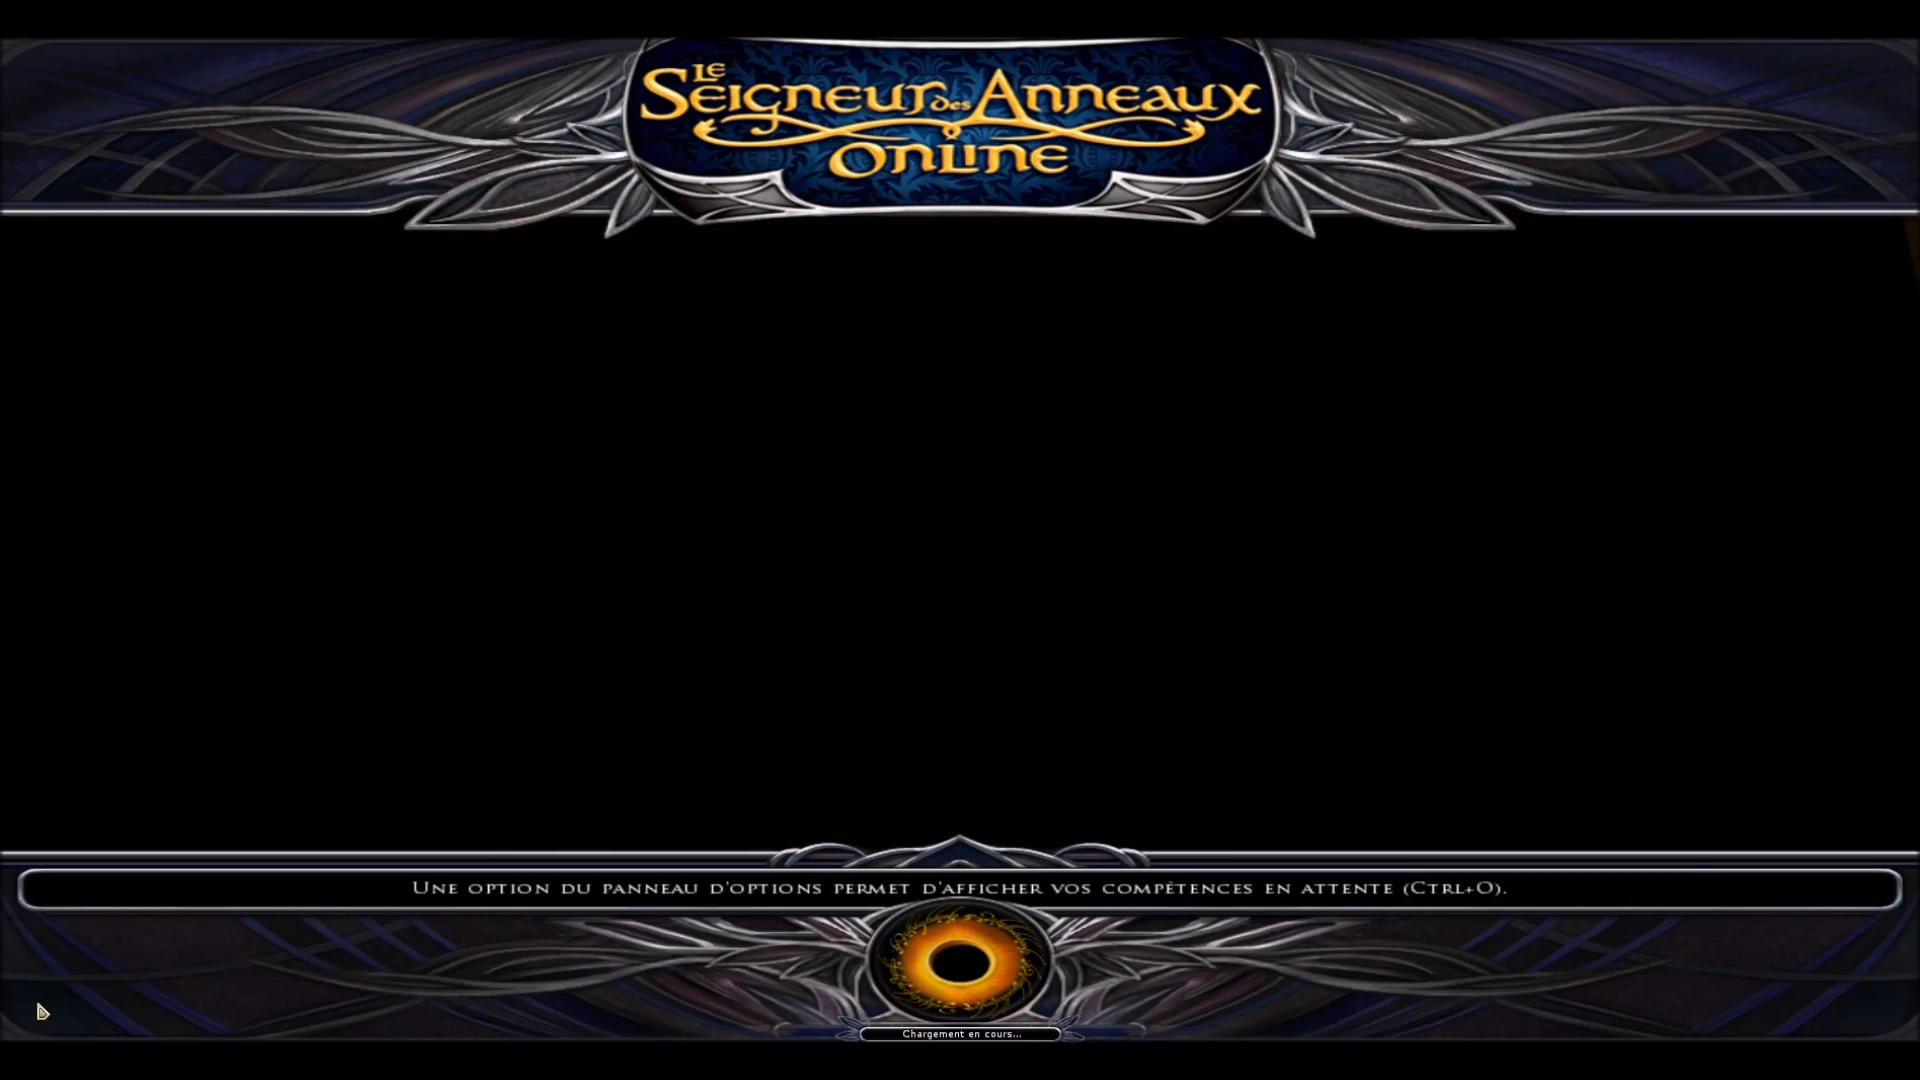 Le
Seigneur des Anneaux
Online
Une option du panneau d'options permet d'afficher vos compétences en attente (Ctrl+O).
Chargement en cours...